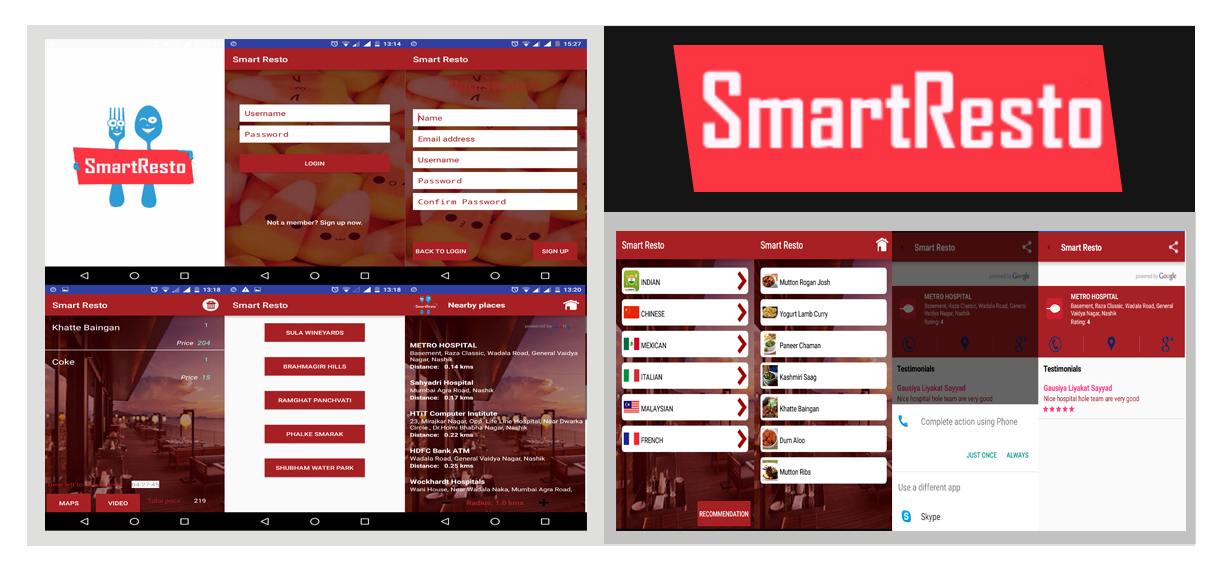 SmartResto
13:14
Smart Resto
Username
Password
LOGIN
Not a member? Sign up now.
15:27
Smart Resto
Registration
Name
Email address
Username
Password
Confirm Password
BACK TO LOGIN
SIGN UP
SmartResto
13:18
Smart Resto
Khatte Baingan
1
Price 204
Coke
1
Price 15
04:27:45
Total price :
219
MAPS
VIDEO
13:18
Smart Resto
SULA WINEYARDS
BRAHMAGIRI HILLS
RAMGHAT PANCHVATI
PHALKE SMARAK
SHUBHAM WATER PARK
13:20
SmartResto
Nearby places
powered by Google
METRO HOSPITAL
Basement, Raza Classic, Wadala Road, General Vaidya
Nagar, Nashik
Distance: 0.14 kms
Sahyadri Hospital
Mumbai Agra Road, Nashik
Distance: 0.17 kms
HTiT Computer Institute
23, Mirajkar Nagar, Opp. Life Line Hospital, Near Dwarka
Circle., Dr.Homi Bhabha Nagar, Nashik
Distance: 0.22 kms
HDFC Bank ATM
Wadala Road, General Vaidya Nagar, Nashik
Distance: 0.25 kms
Wockhardt Hospitals
Wani House, Near Wadala Naka, Mumbai Agra Road,
Radius: 1.0 kms
Smart Resto
INDIAN
CHINESE
MEXICAN
ITALIAN
MALAYSIAN
FRENCH
RECOMMENDATION
Smart Resto
Mutton Rogan Josh
Yogurt Lamb Curry
Paneer Chaman
Kashmiri Saag
Khatte Baingan
Dum Aloo
Mutton Ribs
Smart Resto
powered by Google
METRO HOSPITAL
Basement, Raza Classic, Wadala Road, General
Vaidya Nagar, Nashik
Rating: 4
Testimonials
Gausiya Liyakat Sayyad
Nice hospital hole team are very good
Complete action using Phone
JUST ONCE
ALWAYS
Use a different app
Skype
Smart Resto
powered by Google
METRO HOSPITAL
Basement, Raza Classic, Wadala Road, General
Vaidya Nagar, Nashik
Rating: 4
Testimonials
Gausiya Liyakat Sayyad
Nice hospital hole team are very good